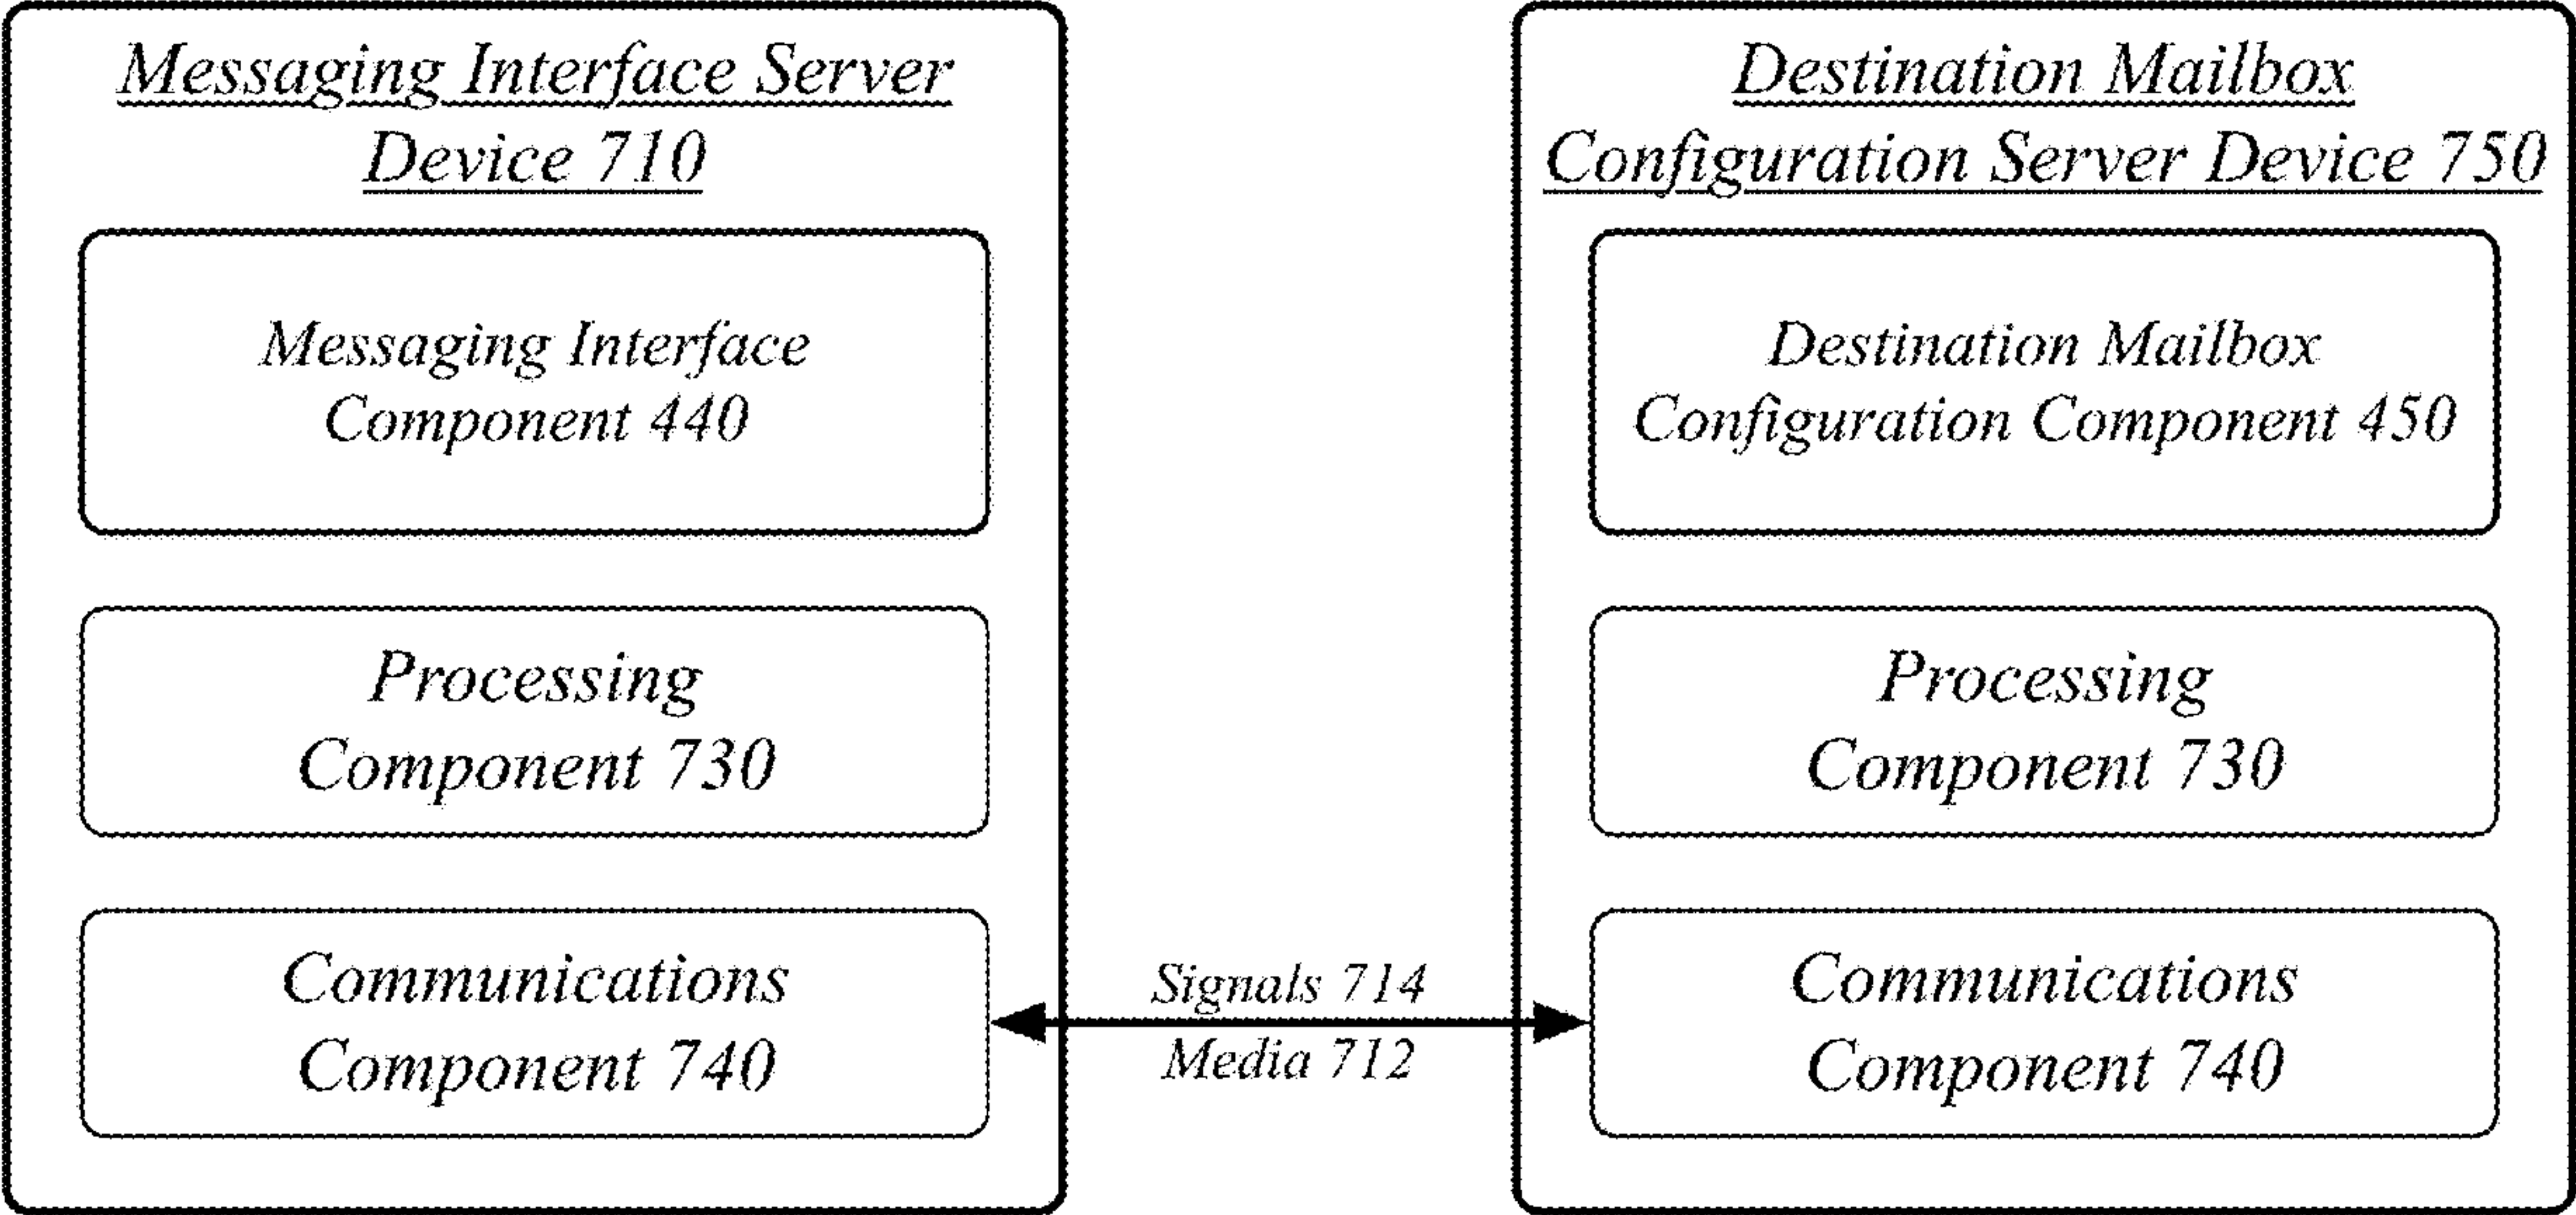 Messaging Interface Server
Device 710
Messaging Interface
Component 440
Processing
Component 730
Communications
Component 740
Signals 714
Media 712
Destination Mailbox
Configuration Server Device 750
Destination Mailbox
Configuration Component 450
Processing
Component 730
Communications
Component 740